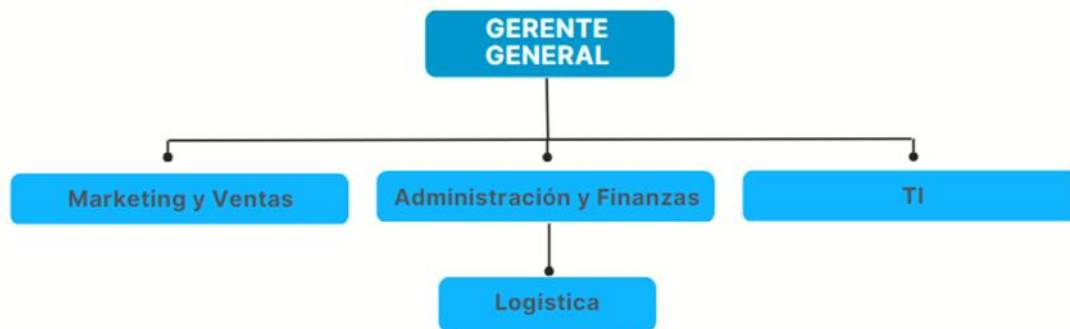 GERENTE
GENERAL
Marketing y Ventas
Administración y Finanzas
TI
Logistica